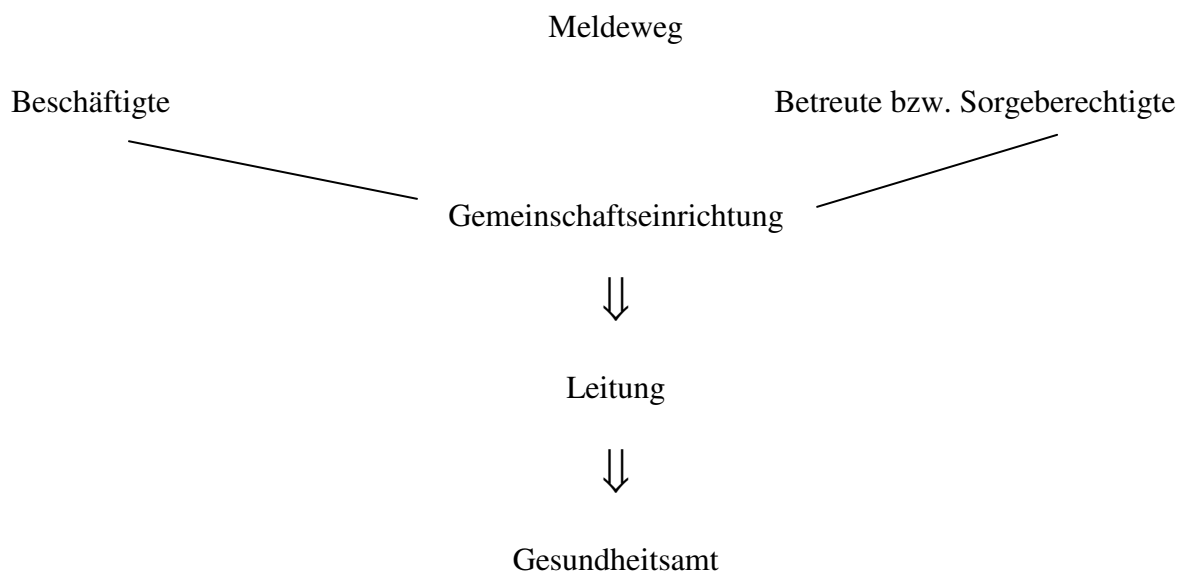 Meldeweg
Beschäftigte
Betreute bzw. Sorgeberechtigte
Gemeinschaftseinrichtung
⇓
Leitung
⇓
Gesundheitsamt